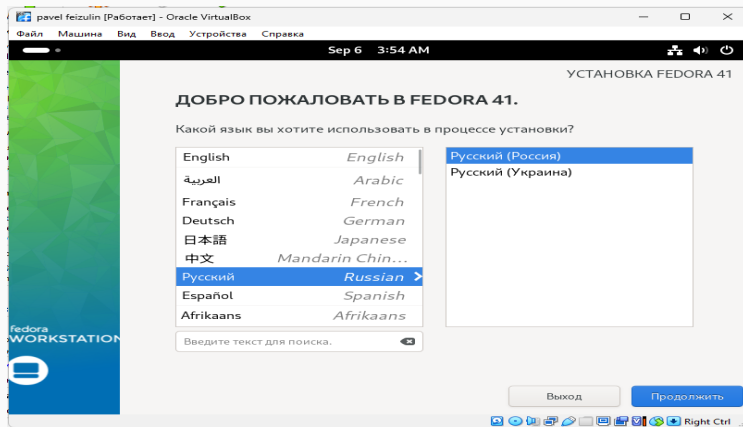 pavel feizulin [Работает] - Oracle VirtualBox
Файл Машина Вид Ввод Устройства Справка
Sep 6 3:54 AM
УСТАНОВКА FEDORA 41
ДОБРО ПОЖАЛОВАТЬ В FEDORA 41.
Какой язык вы хотите использовать в процессе установки?
English English
العربية Arabic
Français French
Deutsch German
日本語 Japanese
中文 Mandarin Chin...
Русский Russian
Español Spanish
Afrikaans Afrikaans
Введите текст для поиска.
Русский (Россия)
Русский (Украина)
fedora
WORKSTATION
Выход Продолжить
Right Ctrl